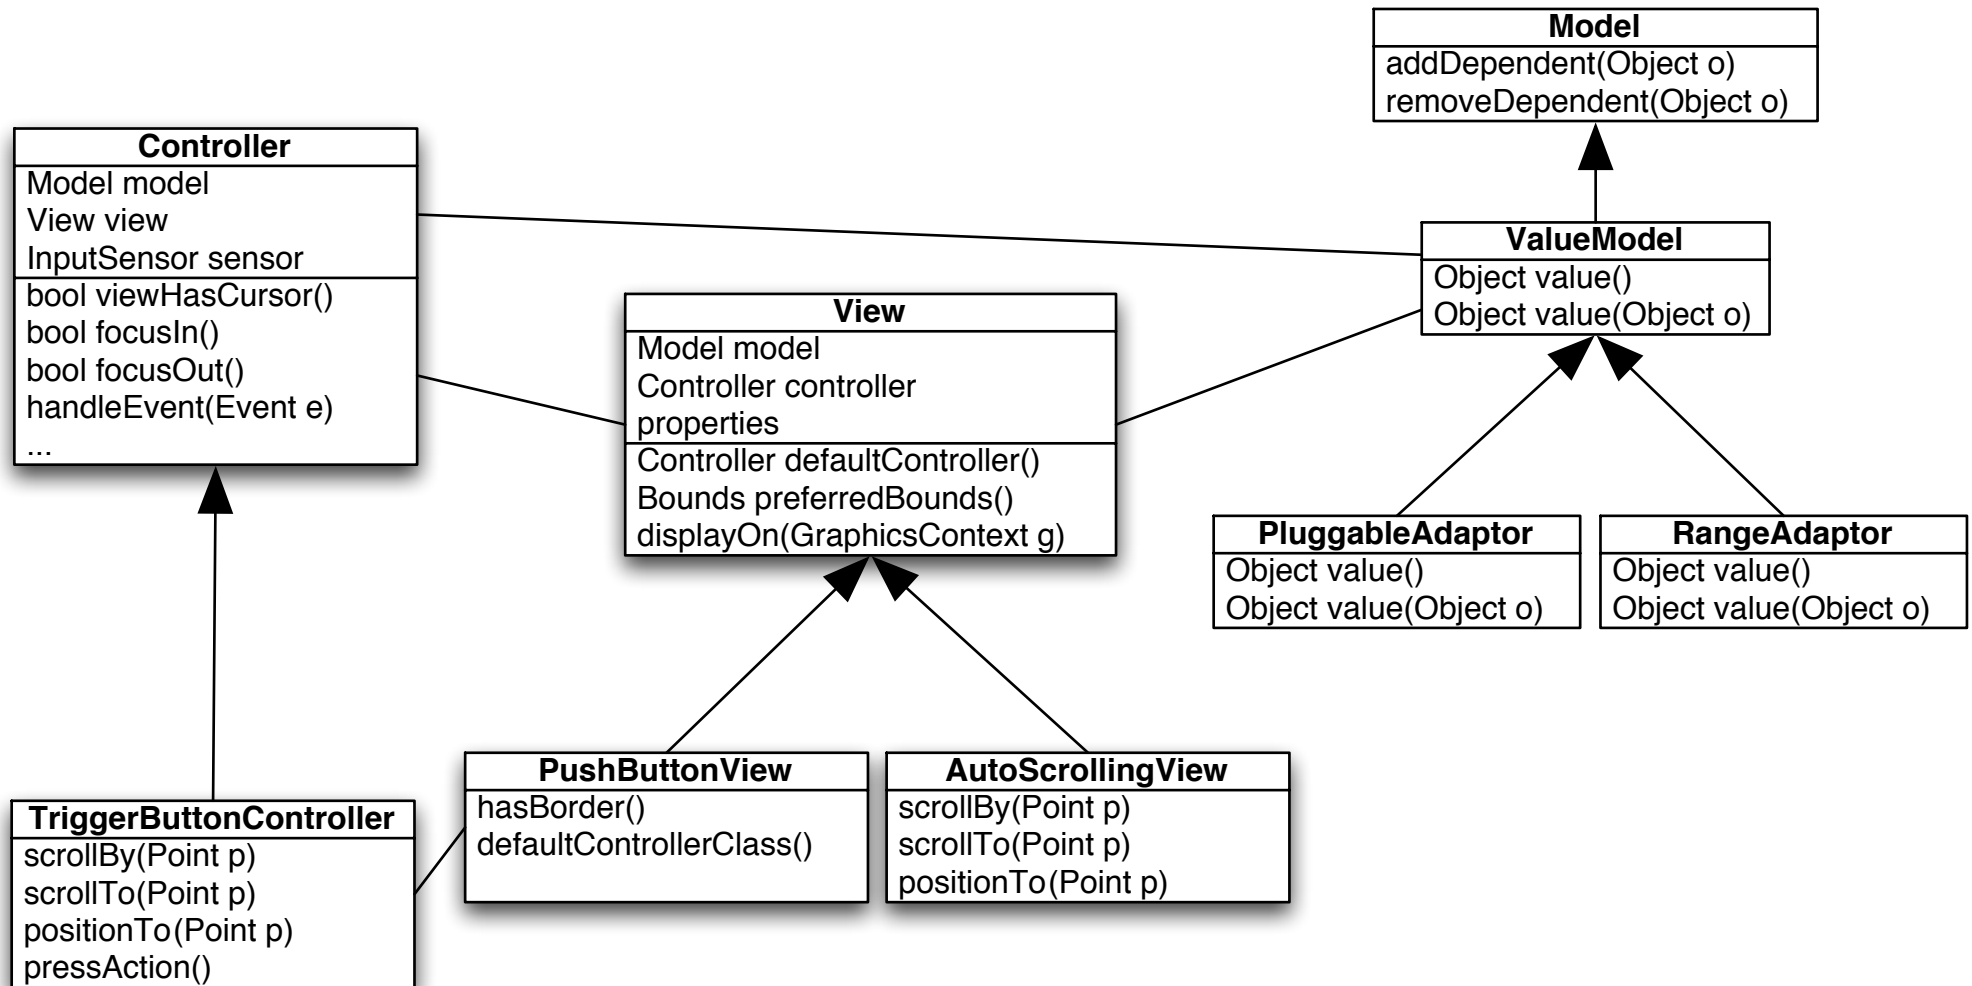 Model
addDependent(Object o)
removeDependent(Object o)
Controller
Model model
View view
InputSensor sensor
bool viewHasCursor()
bool focusIn()
bool focusOut()
handleEvent(Event e)
...
View
Model model
Controller controller
properties
Controller defaultController()
Bounds preferredBounds()
displayOn(GraphicsContext g)
ValueModel
Object value()
Object value(Object o)
PluggableAdaptor
Object value()
Object value(Object o)
RangeAdaptor
Object value()
Object value(Object o)
TriggerButtonController
scrollBy(Point p)
scrollTo(Point p)
positionTo(Point p)
pressAction()
PushButtonView
hasBorder()
defaultControllerClass()
AutoScrollingView
scrollBy(Point p)
scrollTo(Point p)
positionTo(Point p)